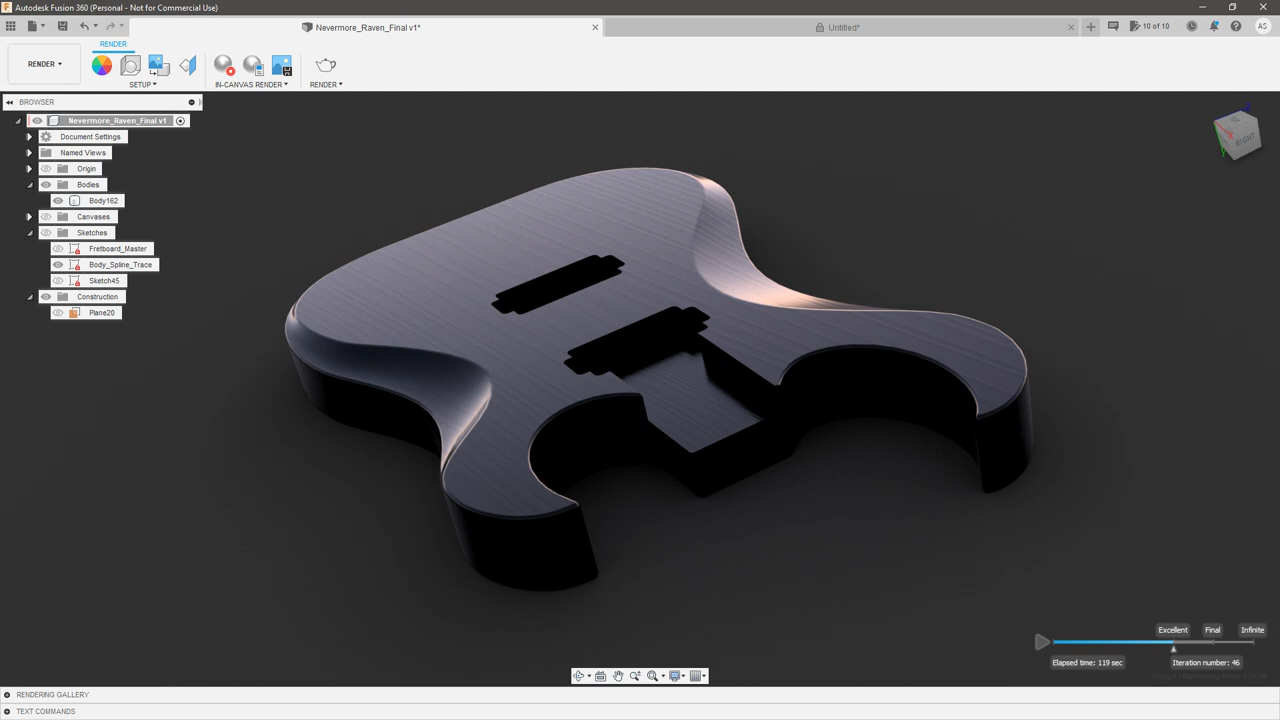 Autodesk Fusion 360 (Personal - Not for Commercial Use)
Nevermore_Raven_Final v1*
Untitled*
10 of 10
AS
RENDER
RENDER
SETUP
IN-CANVAS RENDER
RENDER
BROWSER
Nevermore_Raven_Final v1
Document Settings
Named Views
Origin
Bodies
Body162
Canvases
Sketches
Fretboard_Master
Body_Spline_Trace
Sketch45
Construction
Plane20
RIGHT
Excellent Final Infinite
Elapsed time: 119 sec Iteration number: 46
RENDERING GALLERY
TEXT COMMANDS